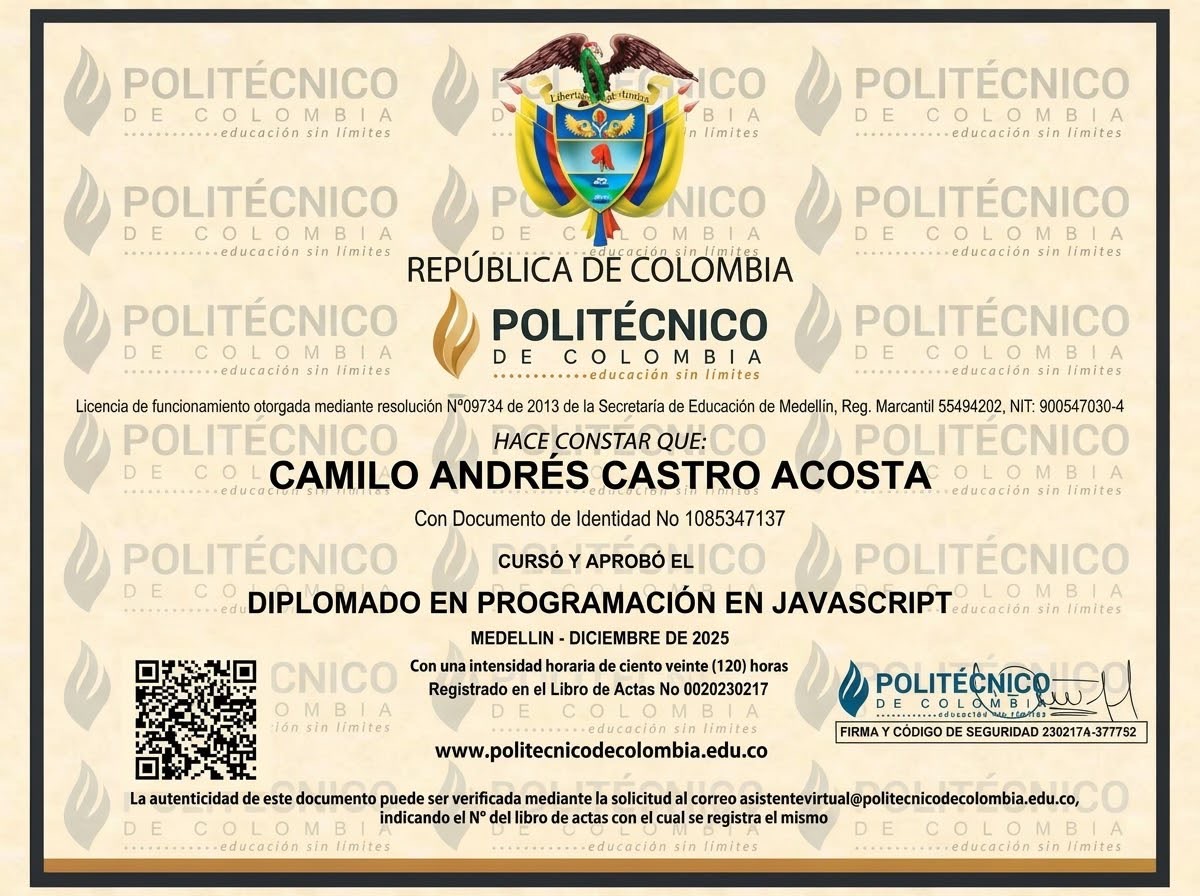 Libertad
REPÚBLICA DE COLOMBIA
POLITÉCNICO
DE COLOMBIA
educación sin límites
Licencia de funcionamiento otorgada mediante resolución Nº09734 de 2013 de la Secretaría de Educación de Medellín, Reg. Marcantil 55494202, NIT: 900547030-4
HACE CONSTAR QUE:
CAMILO ANDRÉS CASTRO ACOSTA
Con Documento de Identidad No 1085347137
CURSÓ Y APROBÓ EL
DIPLOMADO EN PROGRAMACIÓN EN JAVASCRIPT
MEDELLIN - DICIEMBRE DE 2025
Con una intensidad horaria de ciento veinte (120) horas
Registrado en el Libro de Actas No 0020230217
www.politecnicodecolombia.edu.co
POLITÉCNICO
DE COLOMBIA
FIRMA Y CÓDIGO DE SEGURIDAD 230217A-377752
La autenticidad de este documento puede ser verificada mediante la solicitud al correo asistentevirtual@politecnicodecolombia.edu.co,
indicando el Nº del libro de actas con el cual se registra el mismo